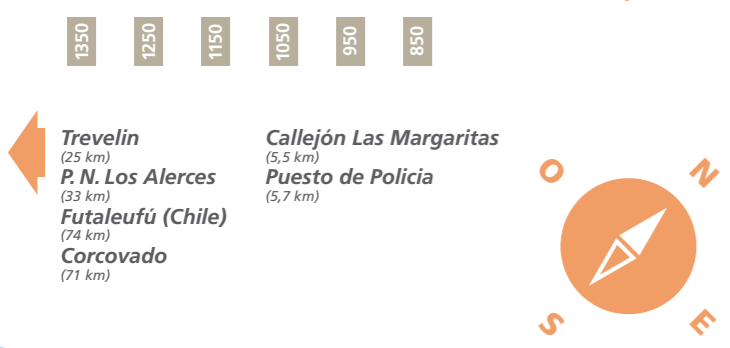 1350 1250 1150 1050 950 850
Trevelin
(25 km)
P. N. Los Alerces
(33 km)
Futaleufú (Chile)
(74 km)
Corcovado
(71 km)
Callejón Las Margaritas
(5,5 km)
Puesto de Policia
(5,7 km)
O N
S E